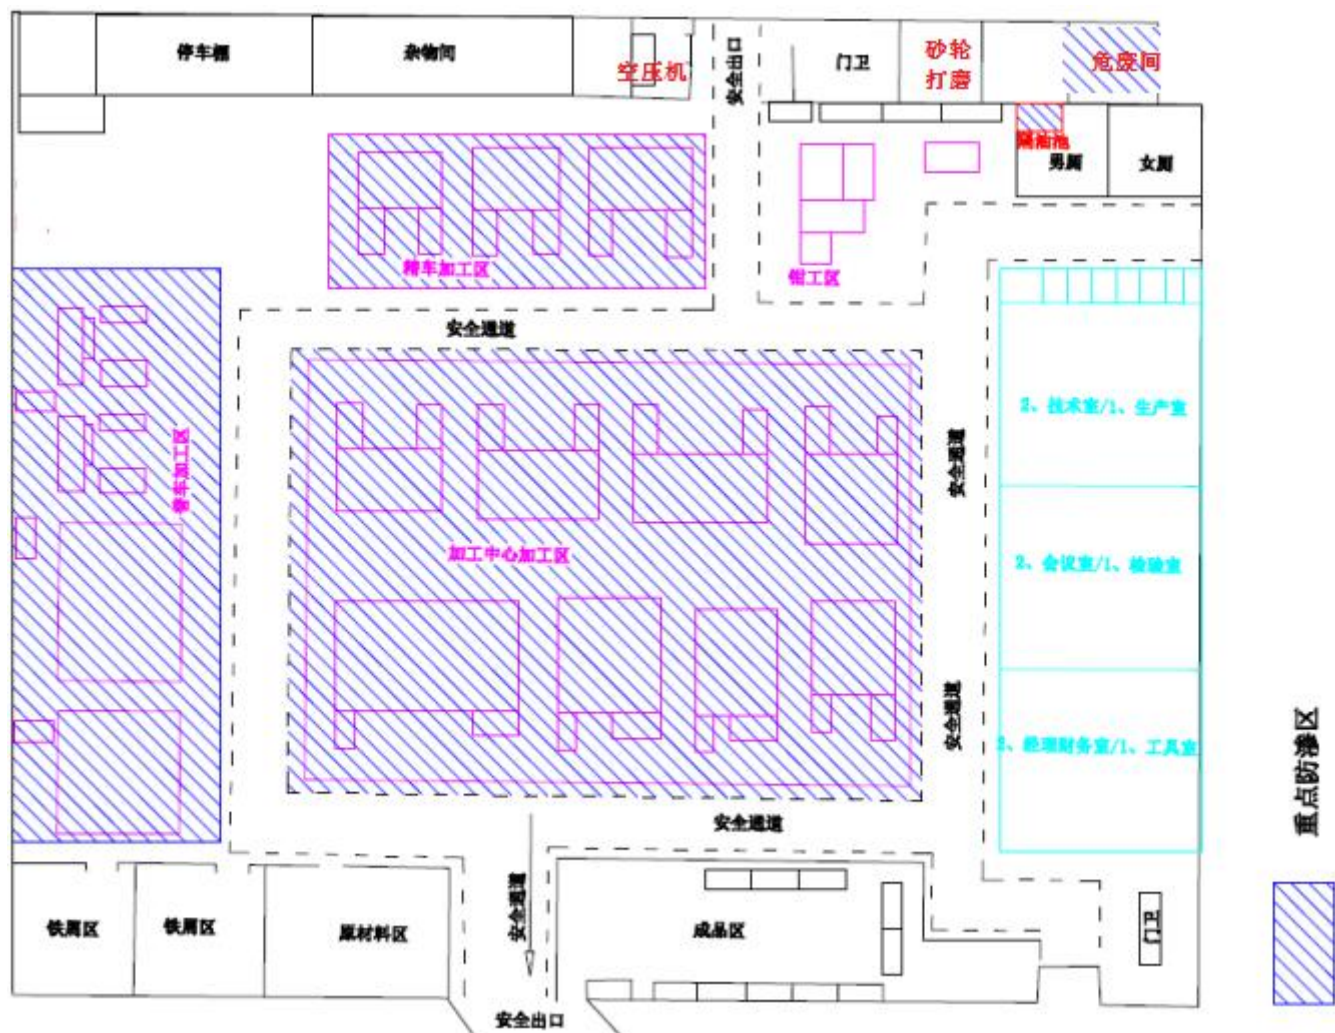 停车棚
杂物间
空压机
安全出口
门卫
砂轮
打磨
危废间
隔油池
男厕
女厕
精车加工区
钳工区
安全通道
普车加工区
2、技术室/1、生产室
安全通道
加工中心加工区
2、会议室/1、检验室
安全通道
2、经理财务室/1、工具室
重点防渗区
安全通道
铁屑区
铁屑区
原材料区
安全通道
成品区
门卫
安全出口